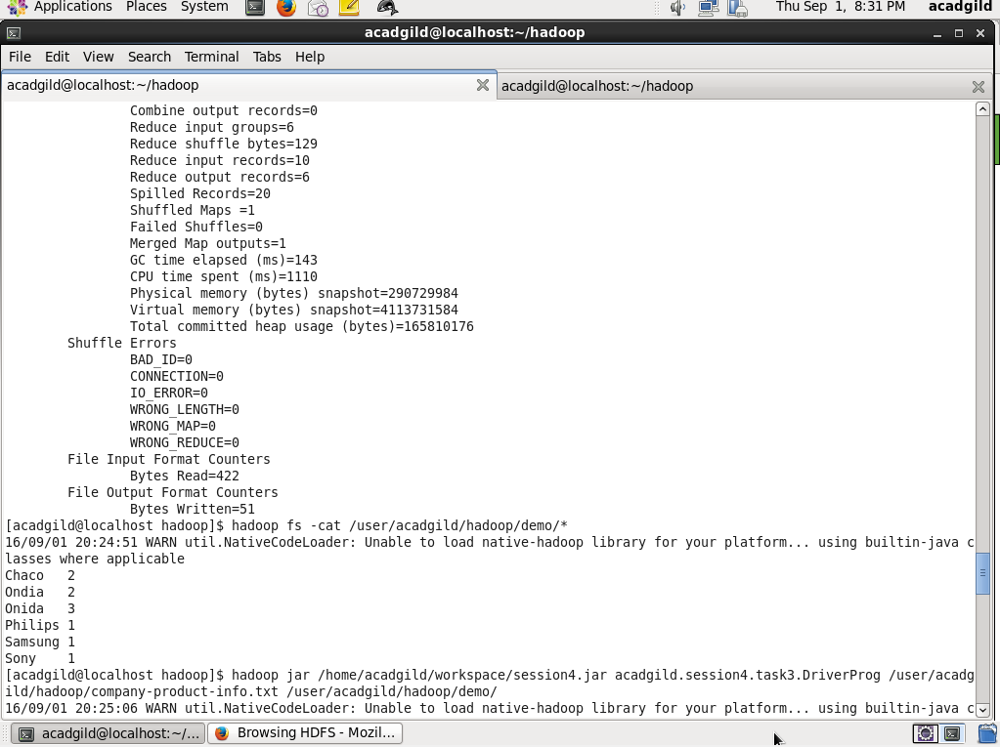 Applications Places System Thu Sep 1, 8:31 PM acadgild
acadgild@localhost:~/hadoop
File Edit View Search Terminal Tabs Help
acadgild@localhost:~/hadoop acadgild@localhost:~/hadoop
Combine output records=0
Reduce input groups=6
Reduce shuffle bytes=129
Reduce input records=10
Reduce output records=6
Spilled Records=20
Shuffled Maps =1
Failed Shuffles=0
Merged Map outputs=1
GC time elapsed (ms)=143
CPU time spent (ms)=1110
Physical memory (bytes) snapshot=290729984
Virtual memory (bytes) snapshot=4113731584
Total committed heap usage (bytes)=165810176
Shuffle Errors
BAD_ID=0
CONNECTION=0
IO_ERROR=0
WRONG_LENGTH=0
WRONG_MAP=0
WRONG_REDUCE=0
File Input Format Counters
Bytes Read=422
File Output Format Counters
Bytes Written=51
[acadgild@localhost hadoop]$ hadoop fs -cat /user/acadgild/hadoop/demo/*
16/09/01 20:24:51 WARN util.NativeCodeLoader: Unable to load native-hadoop library for your platform... using builtin-java c
lasses where applicable
Chaco 2
Ondia 2
Onida 3
Philips 1
Samsung 1
Sony 1
[acadgild@localhost hadoop]$ hadoop jar /home/acadgild/workspace/session4.jar acadgild.session4.task3.DriverProg /user/acadg
ild/hadoop/company-product-info.txt /user/acadgild/hadoop/demo/
16/09/01 20:25:06 WARN util.NativeCodeLoader: Unable to load native-hadoop library for your platform... using builtin-java c
acadgild@localhost:~/... Browsing HDFS - Mozil...